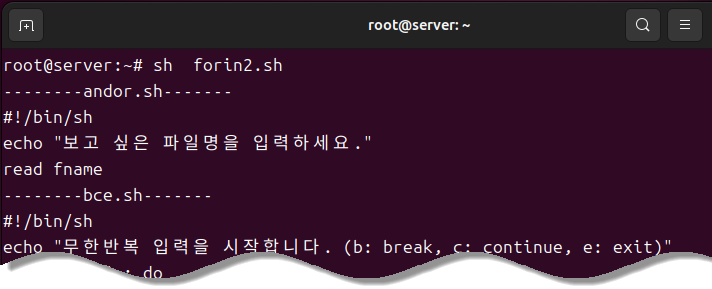 root@server: ~
root@server:~# sh  forin2.sh
--------andor.sh-------
#!/bin/sh
echo "보고 싶은 파일명을 입력하세요."
read fname
--------bce.sh-------
#!/bin/sh
echo "무한반복 입력을 시작합니다. (b: break, c: continue, e: exit)"
: do